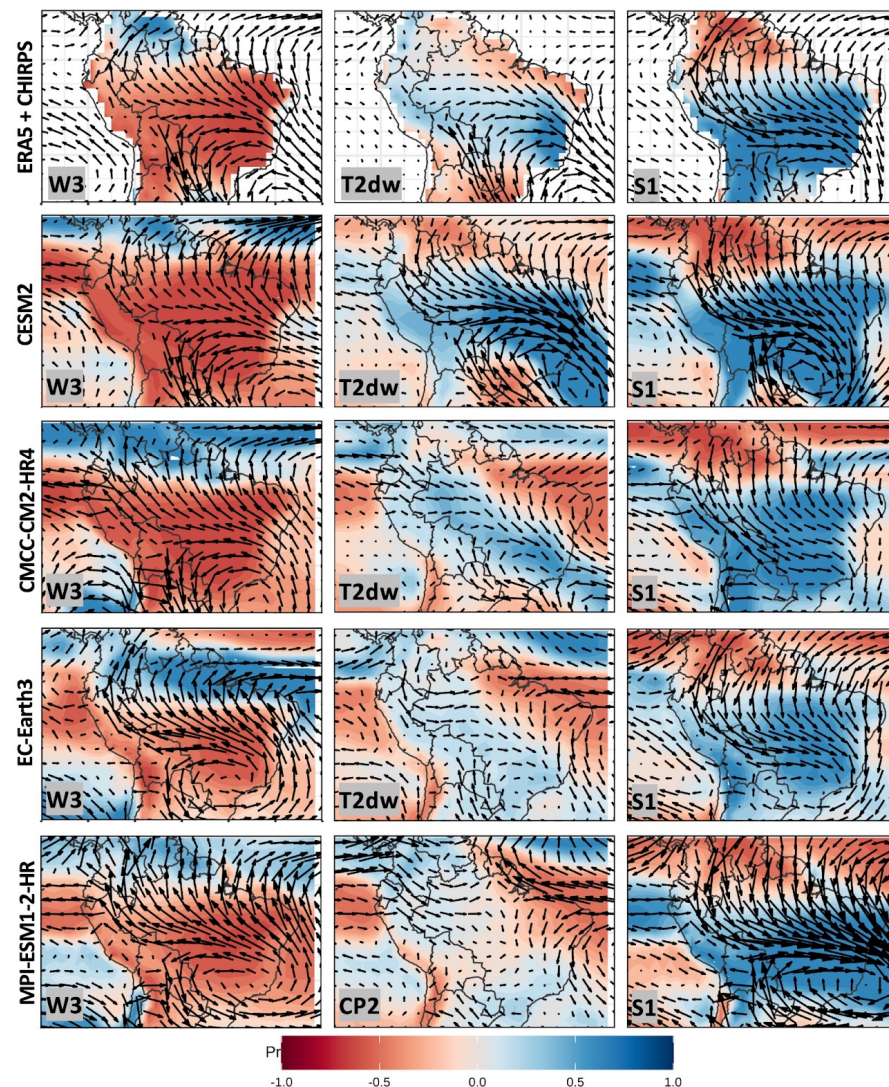 ERA5 + CHIRPS
W3
T2dw
S1
CESM2
W3
T2dw
S1
CMCC-CM2-HR4
W3
T2dw
S1
EC-Earth3
W3
T2dw
S1
MPI-ESM1-2-HR
W3
CP2
S1
Pr
-1.0 -0.5 0.0 0.5 1.0